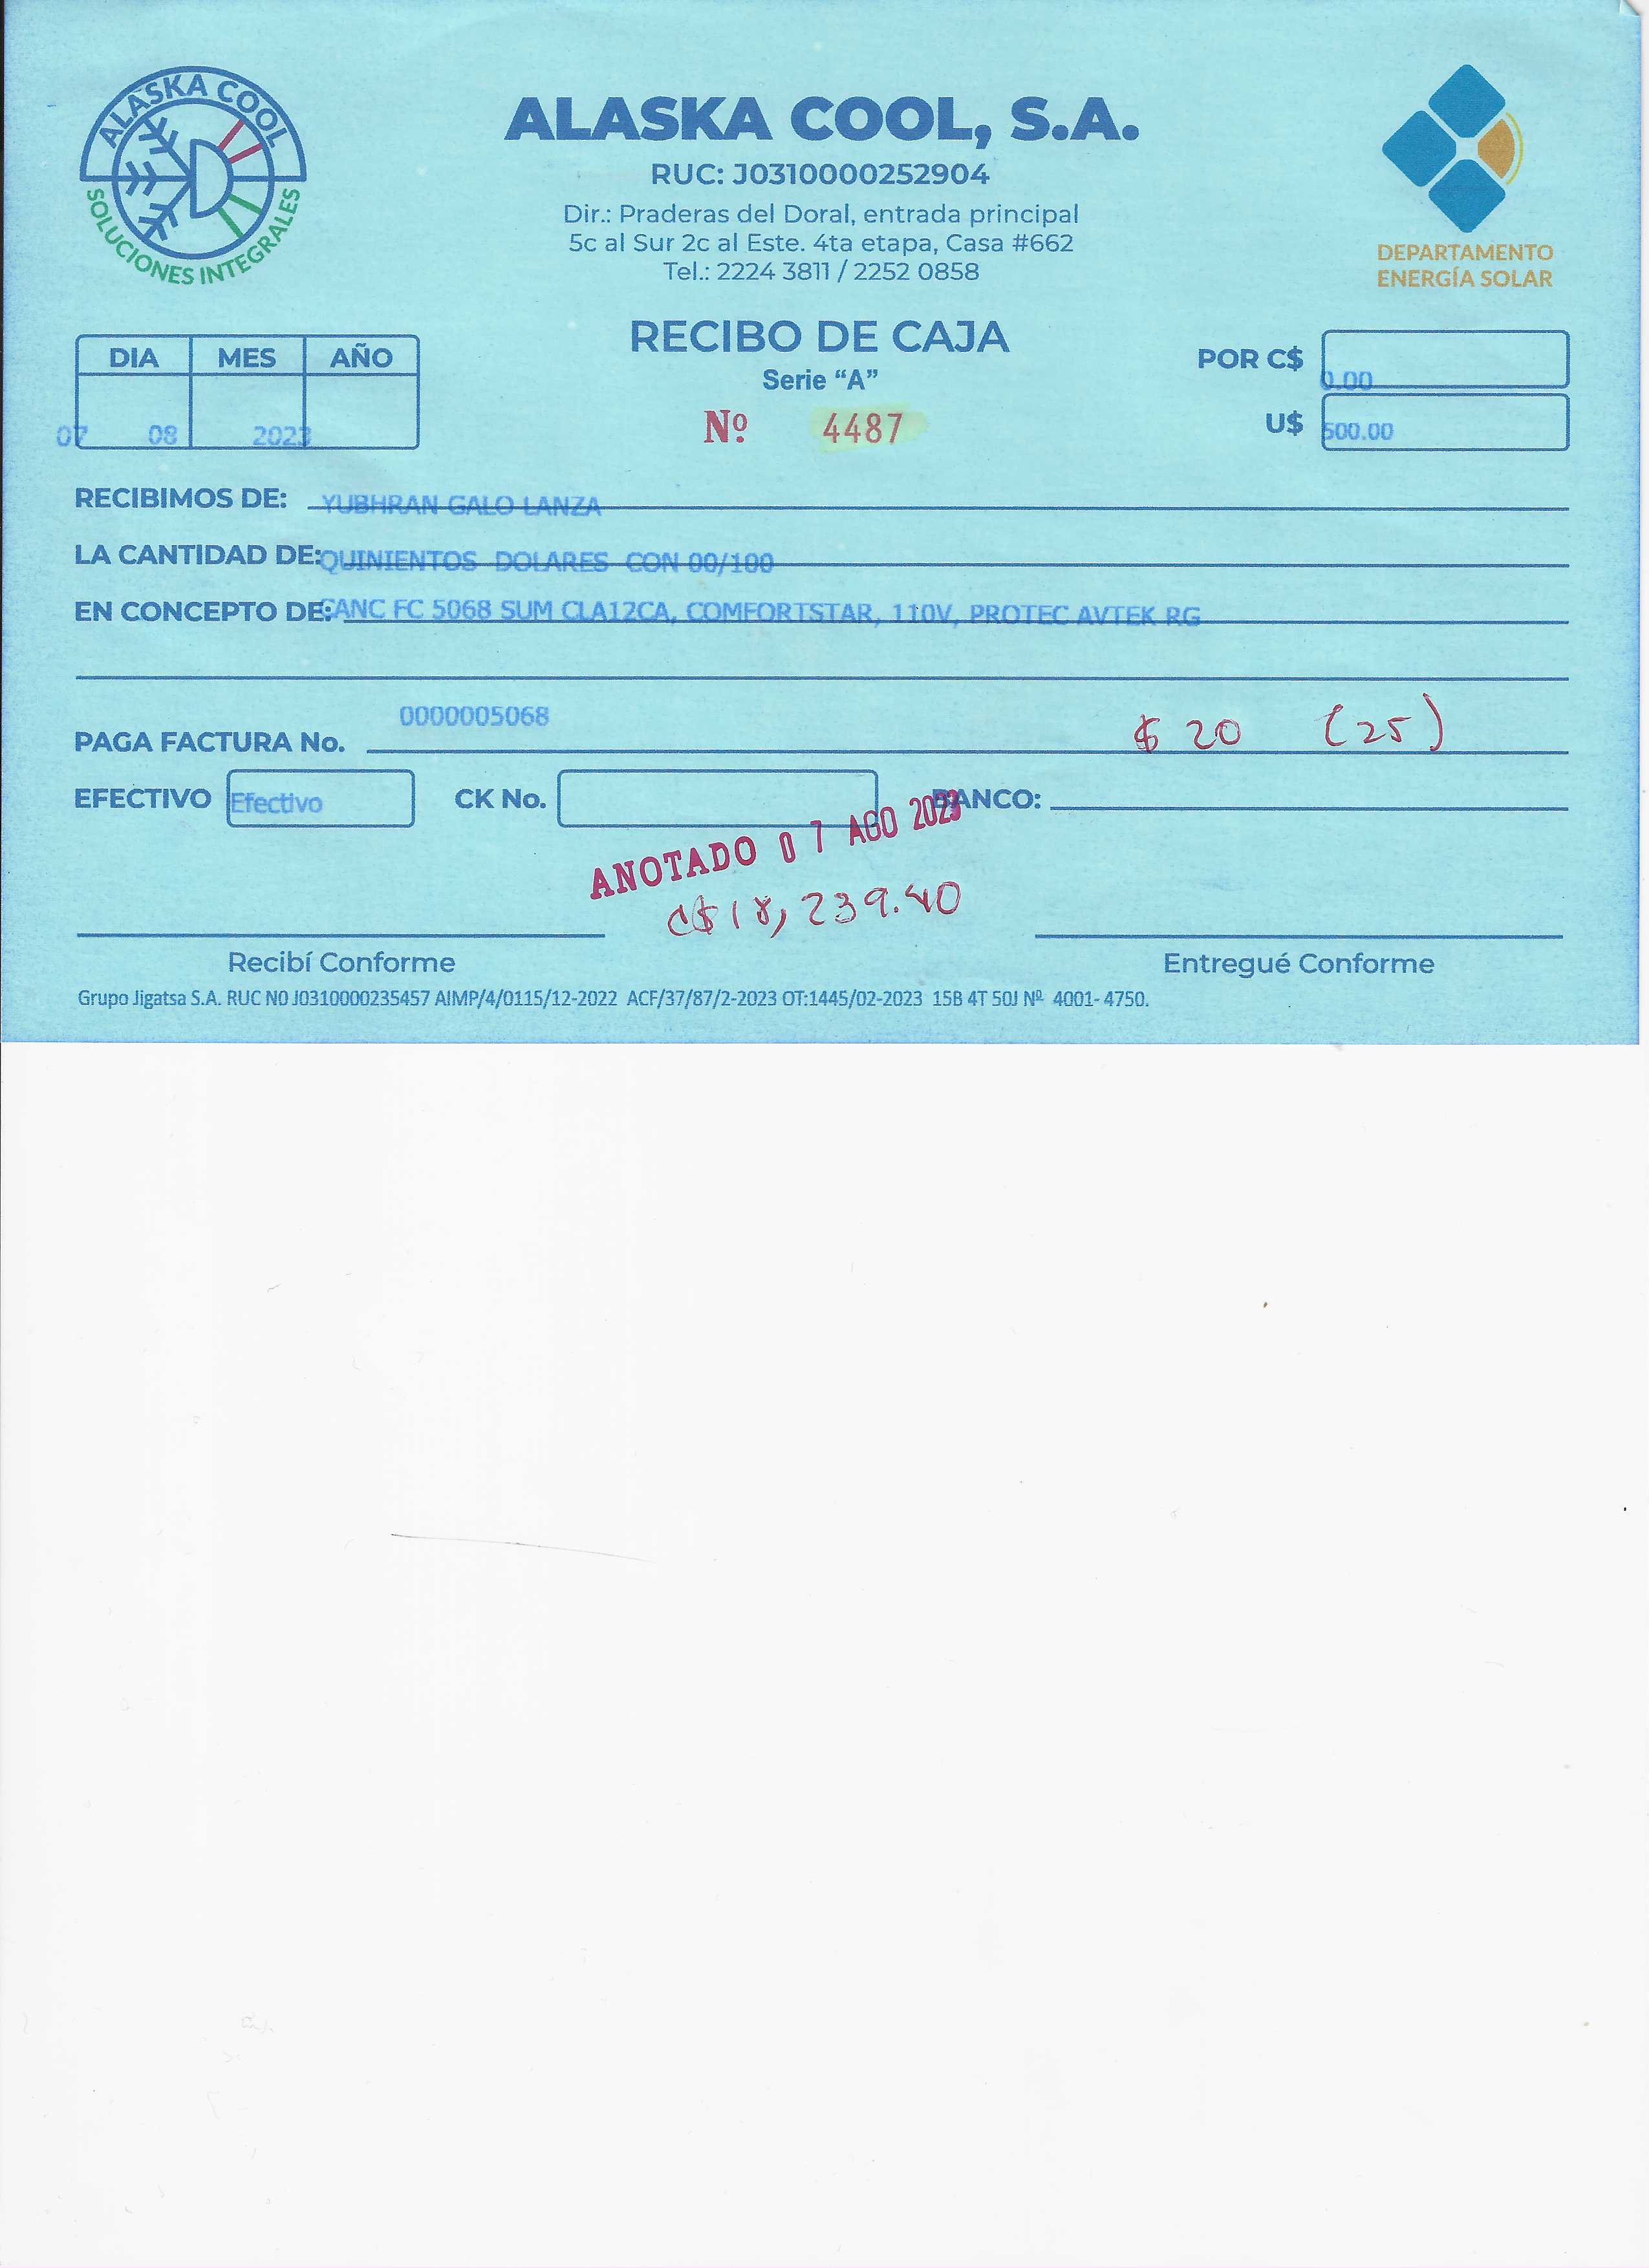 ALASKA COOL
SOLUCIONES INTEGRALES
ALASKA COOL, S.A.
RUC: J0310000252904
Dir.: Praderas del Doral, entrada principal
5c al Sur 2c al Este. 4ta etapa, Casa #662
Tel.: 2224 3811 / 2252 0858
DEPARTAMENTO
ENERGÍA SOLAR
RECIBO DE CAJA
Serie “A”
Nº 4487
DIA MES AÑO
07 08 2023
POR C$ 0.00
U$ 500.00
RECIBIMOS DE: YUBHRAN GALO LANZA
LA CANTIDAD DE: QUINIENTOS DOLARES CON 00/100
EN CONCEPTO DE: CANC FC 5068 SUM CLA12CA, COMFORTSTAR, 110V, PROTEC AVTEK RG
PAGA FACTURA No. 0000005068 $ 20 (25)
EFECTIVO Efectivo CK No. BANCO:
ANOTADO 07 AGO 2023
C$18,239.40
Recibí Conforme Entregué Conforme
Grupo Jigatsa S.A. RUC N0 J0310000235457 AIMP/4/0115/12-2022 ACF/37/87/2-2023 OT:1445/02-2023 15B 4T 50J Nº 4001- 4750.